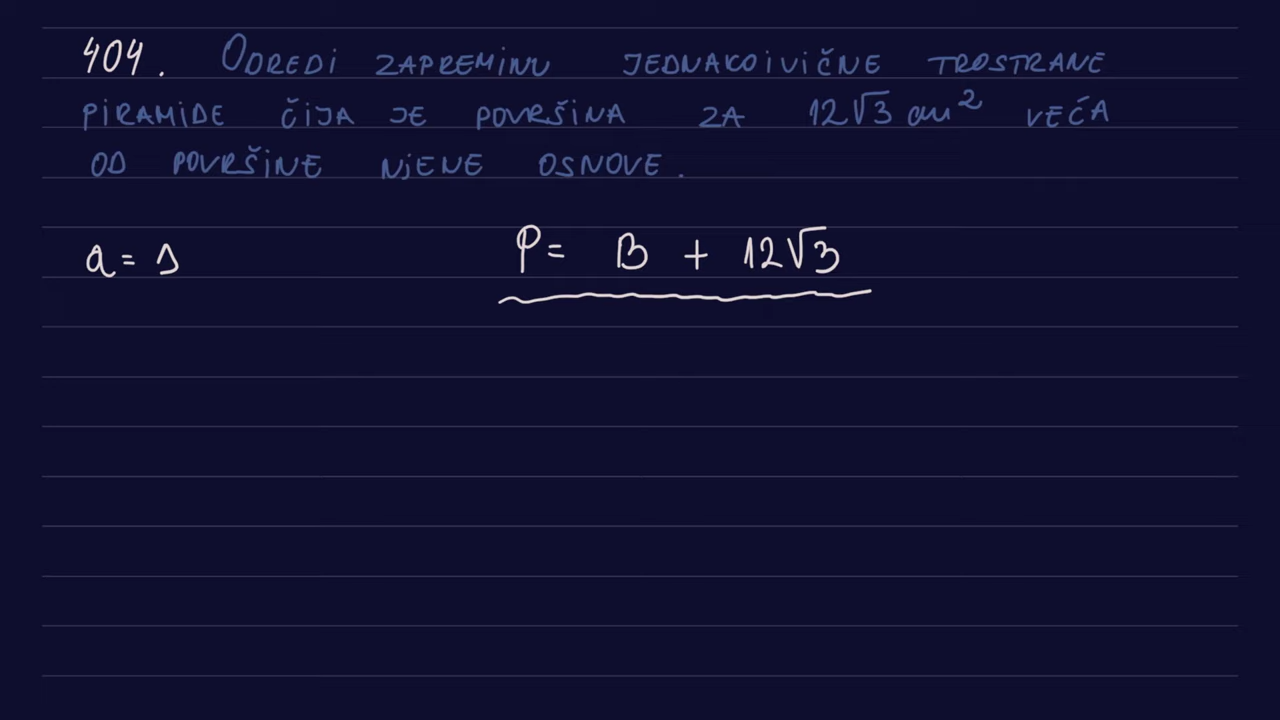 404. ODREDI ZAPREMINU JEDNAKOIVIČNE TROSTRANE
PIRAMIDE ČIJA JE POVRŠINA ZA 12√3 cm² VEĆA
OD POVRŠINE NJENE OSNOVE.
a = s P = B + 12√3